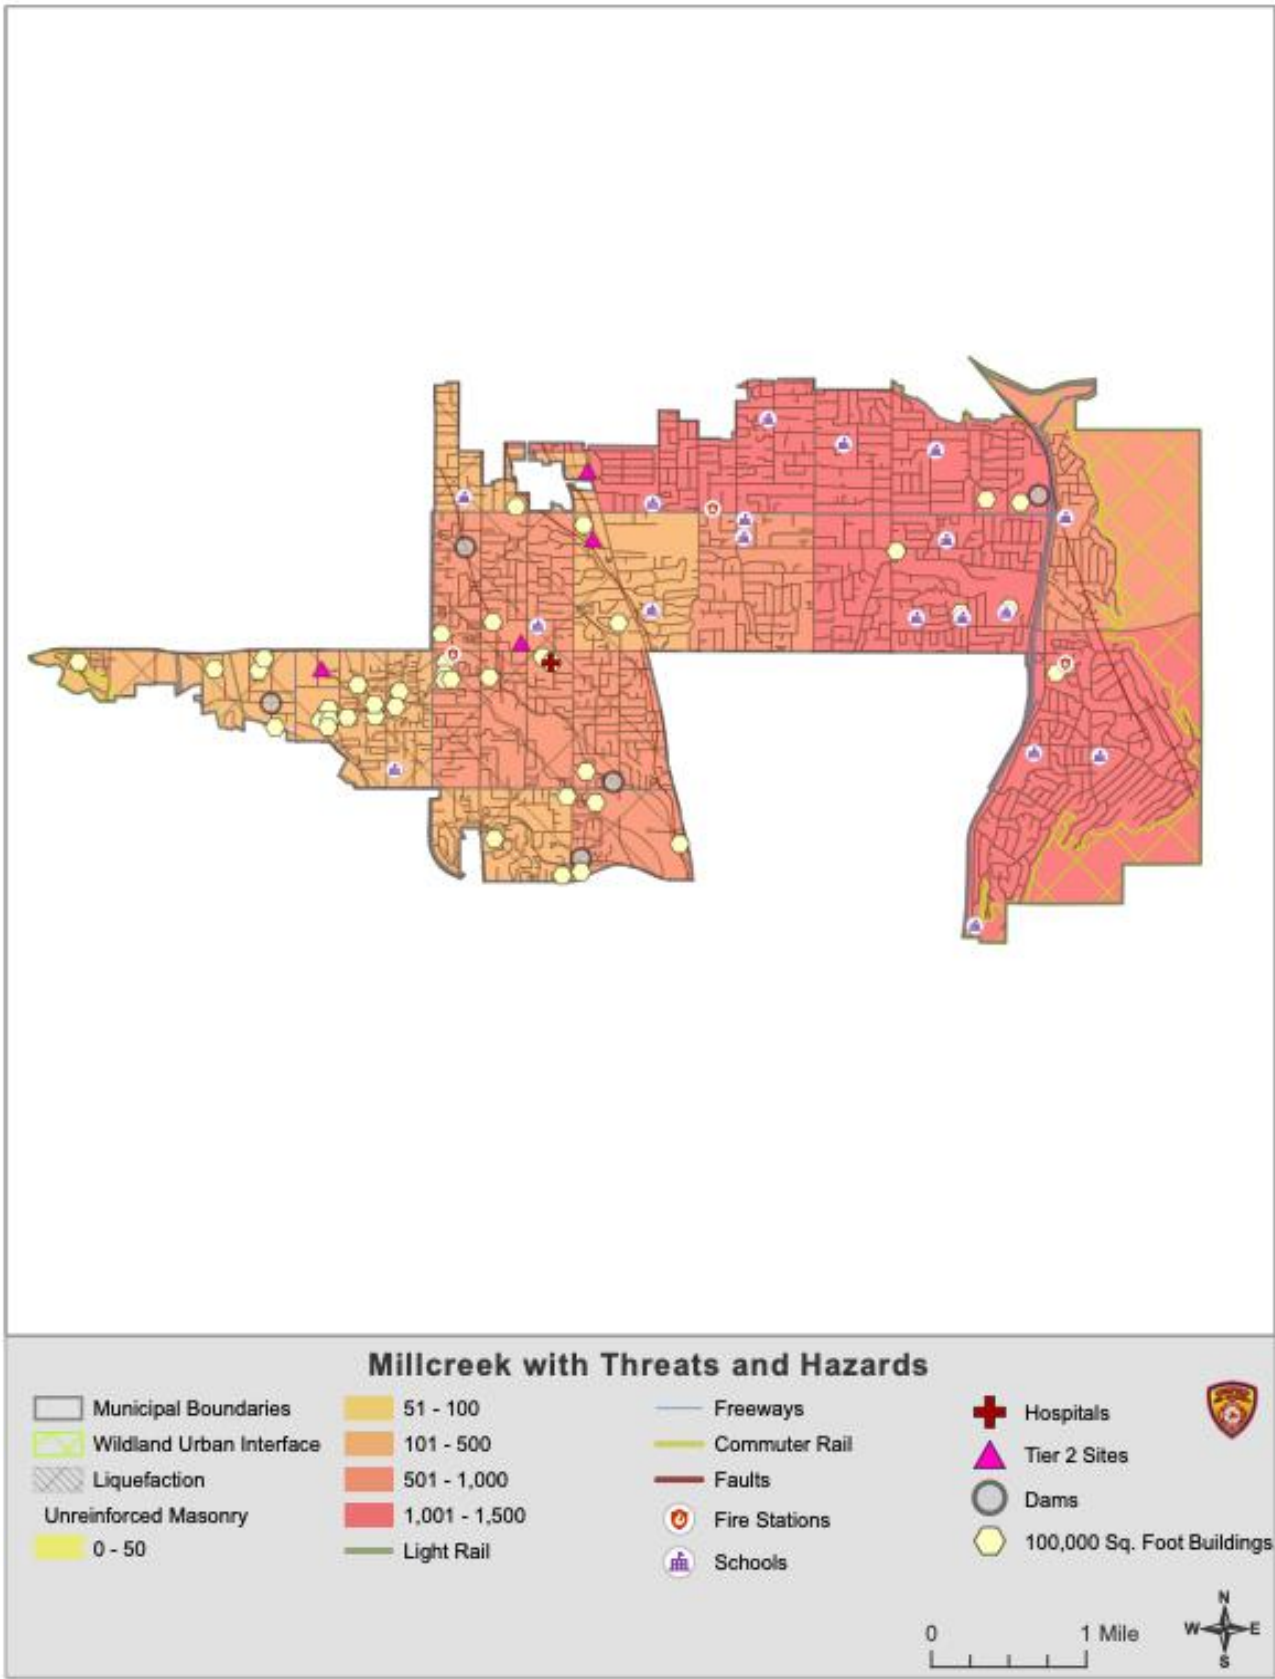 Millcreek with Threats and Hazards
Municipal Boundaries
Wildland Urban Interface
Liquefaction
Unreinforced Masonry
0 - 50
51 - 100
101 - 500
501 - 1,000
1,001 - 1,500
Light Rail
Freeways
Commuter Rail
Faults
Fire Stations
Schools
Hospitals
Tier 2 Sites
Dams
100,000 Sq. Foot Buildings
0 1 Mile
N
W E
S